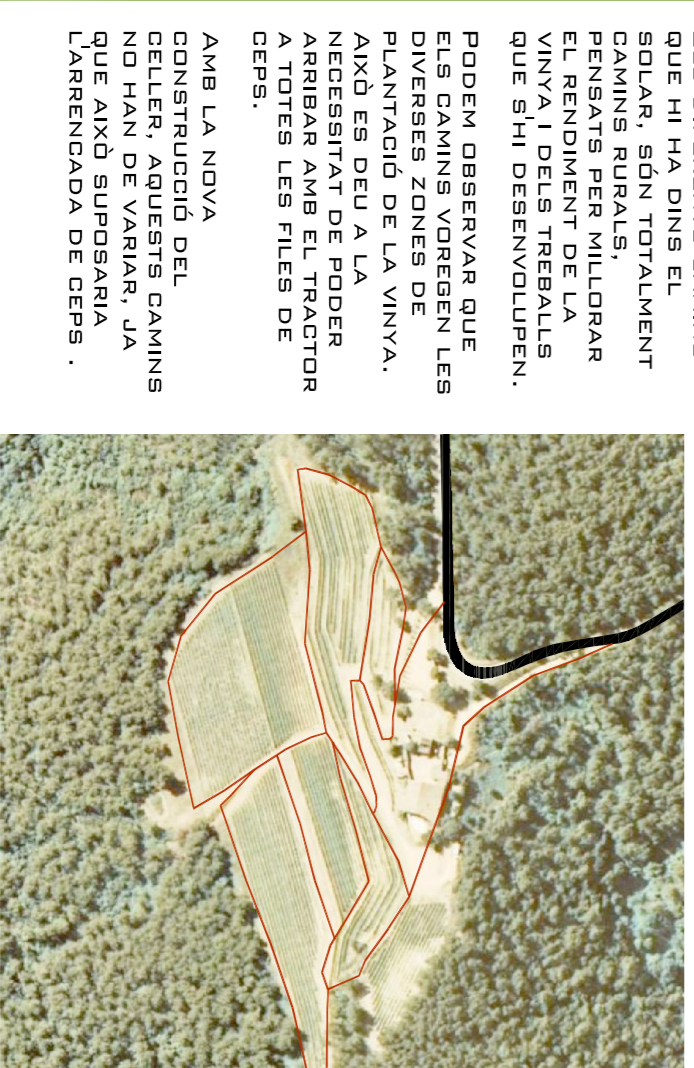 QUE HI HA DINS EL
SOLAR, SÓN TOTALMENT
CAMINS RURALS,
PENSATS PER MILLORAR
EL RENDIMENT DE LA
VINYA I DELS TREBALLS
QUE S'HI DESENVOLUPEN.
PODEM OBSERVAR QUE
ELS CAMINS VOREGEN LES
DIVERSES ZONES DE
PLANTACIÓ DE LA VINYA.
AIXÒ ES DEU A LA
NECESSITAT DE PODER
ARRIBAR AMB EL TRACTOR
A TOTES LES FILES DE
CEPS.
AMB LA NOVA
CONSTRUCCIÓ DEL
CELLER, AQUESTS CAMINS
NO HAN DE VARIAR, JA
QUE AIXÒ SUPOSARIA
L'ARRENCADA DE CEPS .